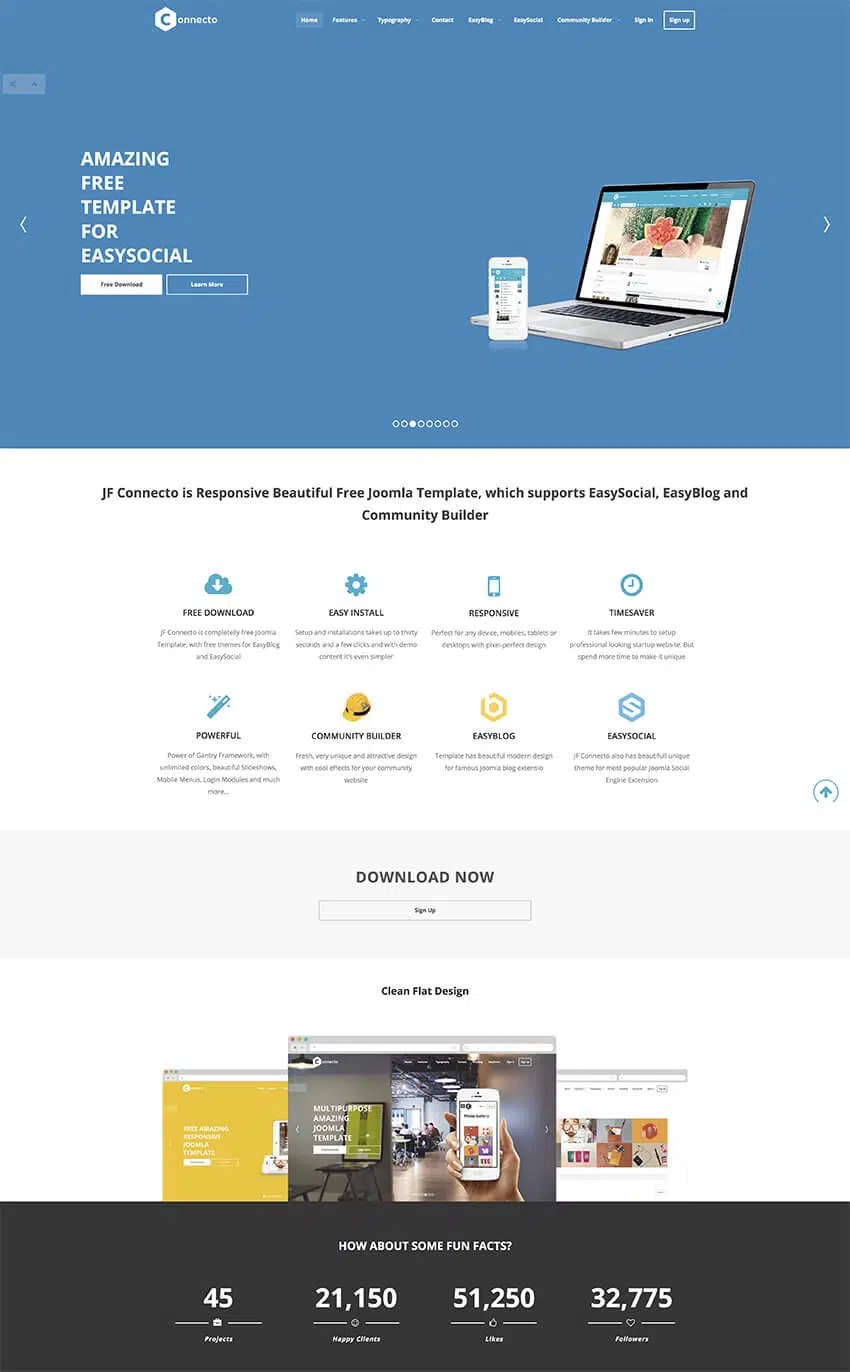 Connecto
Home Features Typography Contact EasyBlog EasySocial Community Builder Sign In Sign up
AMAZING
FREE
TEMPLATE
FOR
EASYSOCIAL
Free Download Learn More
JF Connecto is Responsive Beautiful Free Joomla Template, which supports EasySocial, EasyBlog and
Community Builder
FREE DOWNLOAD EASY INSTALL RESPONSIVE TIMESAVER
JF Connecto is completelly free Joomla
Template, with free themes for EasyBlog
and EasySocial
Setup and installations takes up to thirty
seconds and a few clicks and with demo
content it's even simpler
Perfect for any device, mobiles, tablets or
desktops with pixel-perfect design
It takes few minutes to setup
professional looking startup website. But
spend more time to make it unique
POWERFUL COMMUNITY BUILDER EASYBLOG EASYSOCIAL
Power of Gantry Framework, with
unlimited colors, beautiful Slideshows,
Mobile Menus, Login Modules and much
more...
Fresh, very unique and attractive design
with cool effects for your community
website
Template has beautiful modern design
for famous Joomla blog extensio
JF Connecto also has beautifull unique
theme for most popular Joomla Social
Engine Extension
DOWNLOAD NOW
Sign Up
Clean Flat Design
Connecto
FREE AMAZING
RESPONSIVE
JOOMLA
TEMPLATE
Connecto
MULTIPURPOSE
AMAZING
JOOMLA
TEMPLATE
Photo Gallery
HOW ABOUT SOME FUN FACTS?
45 21,150 51,250 32,775
Projects Happy Clients Likes Followers